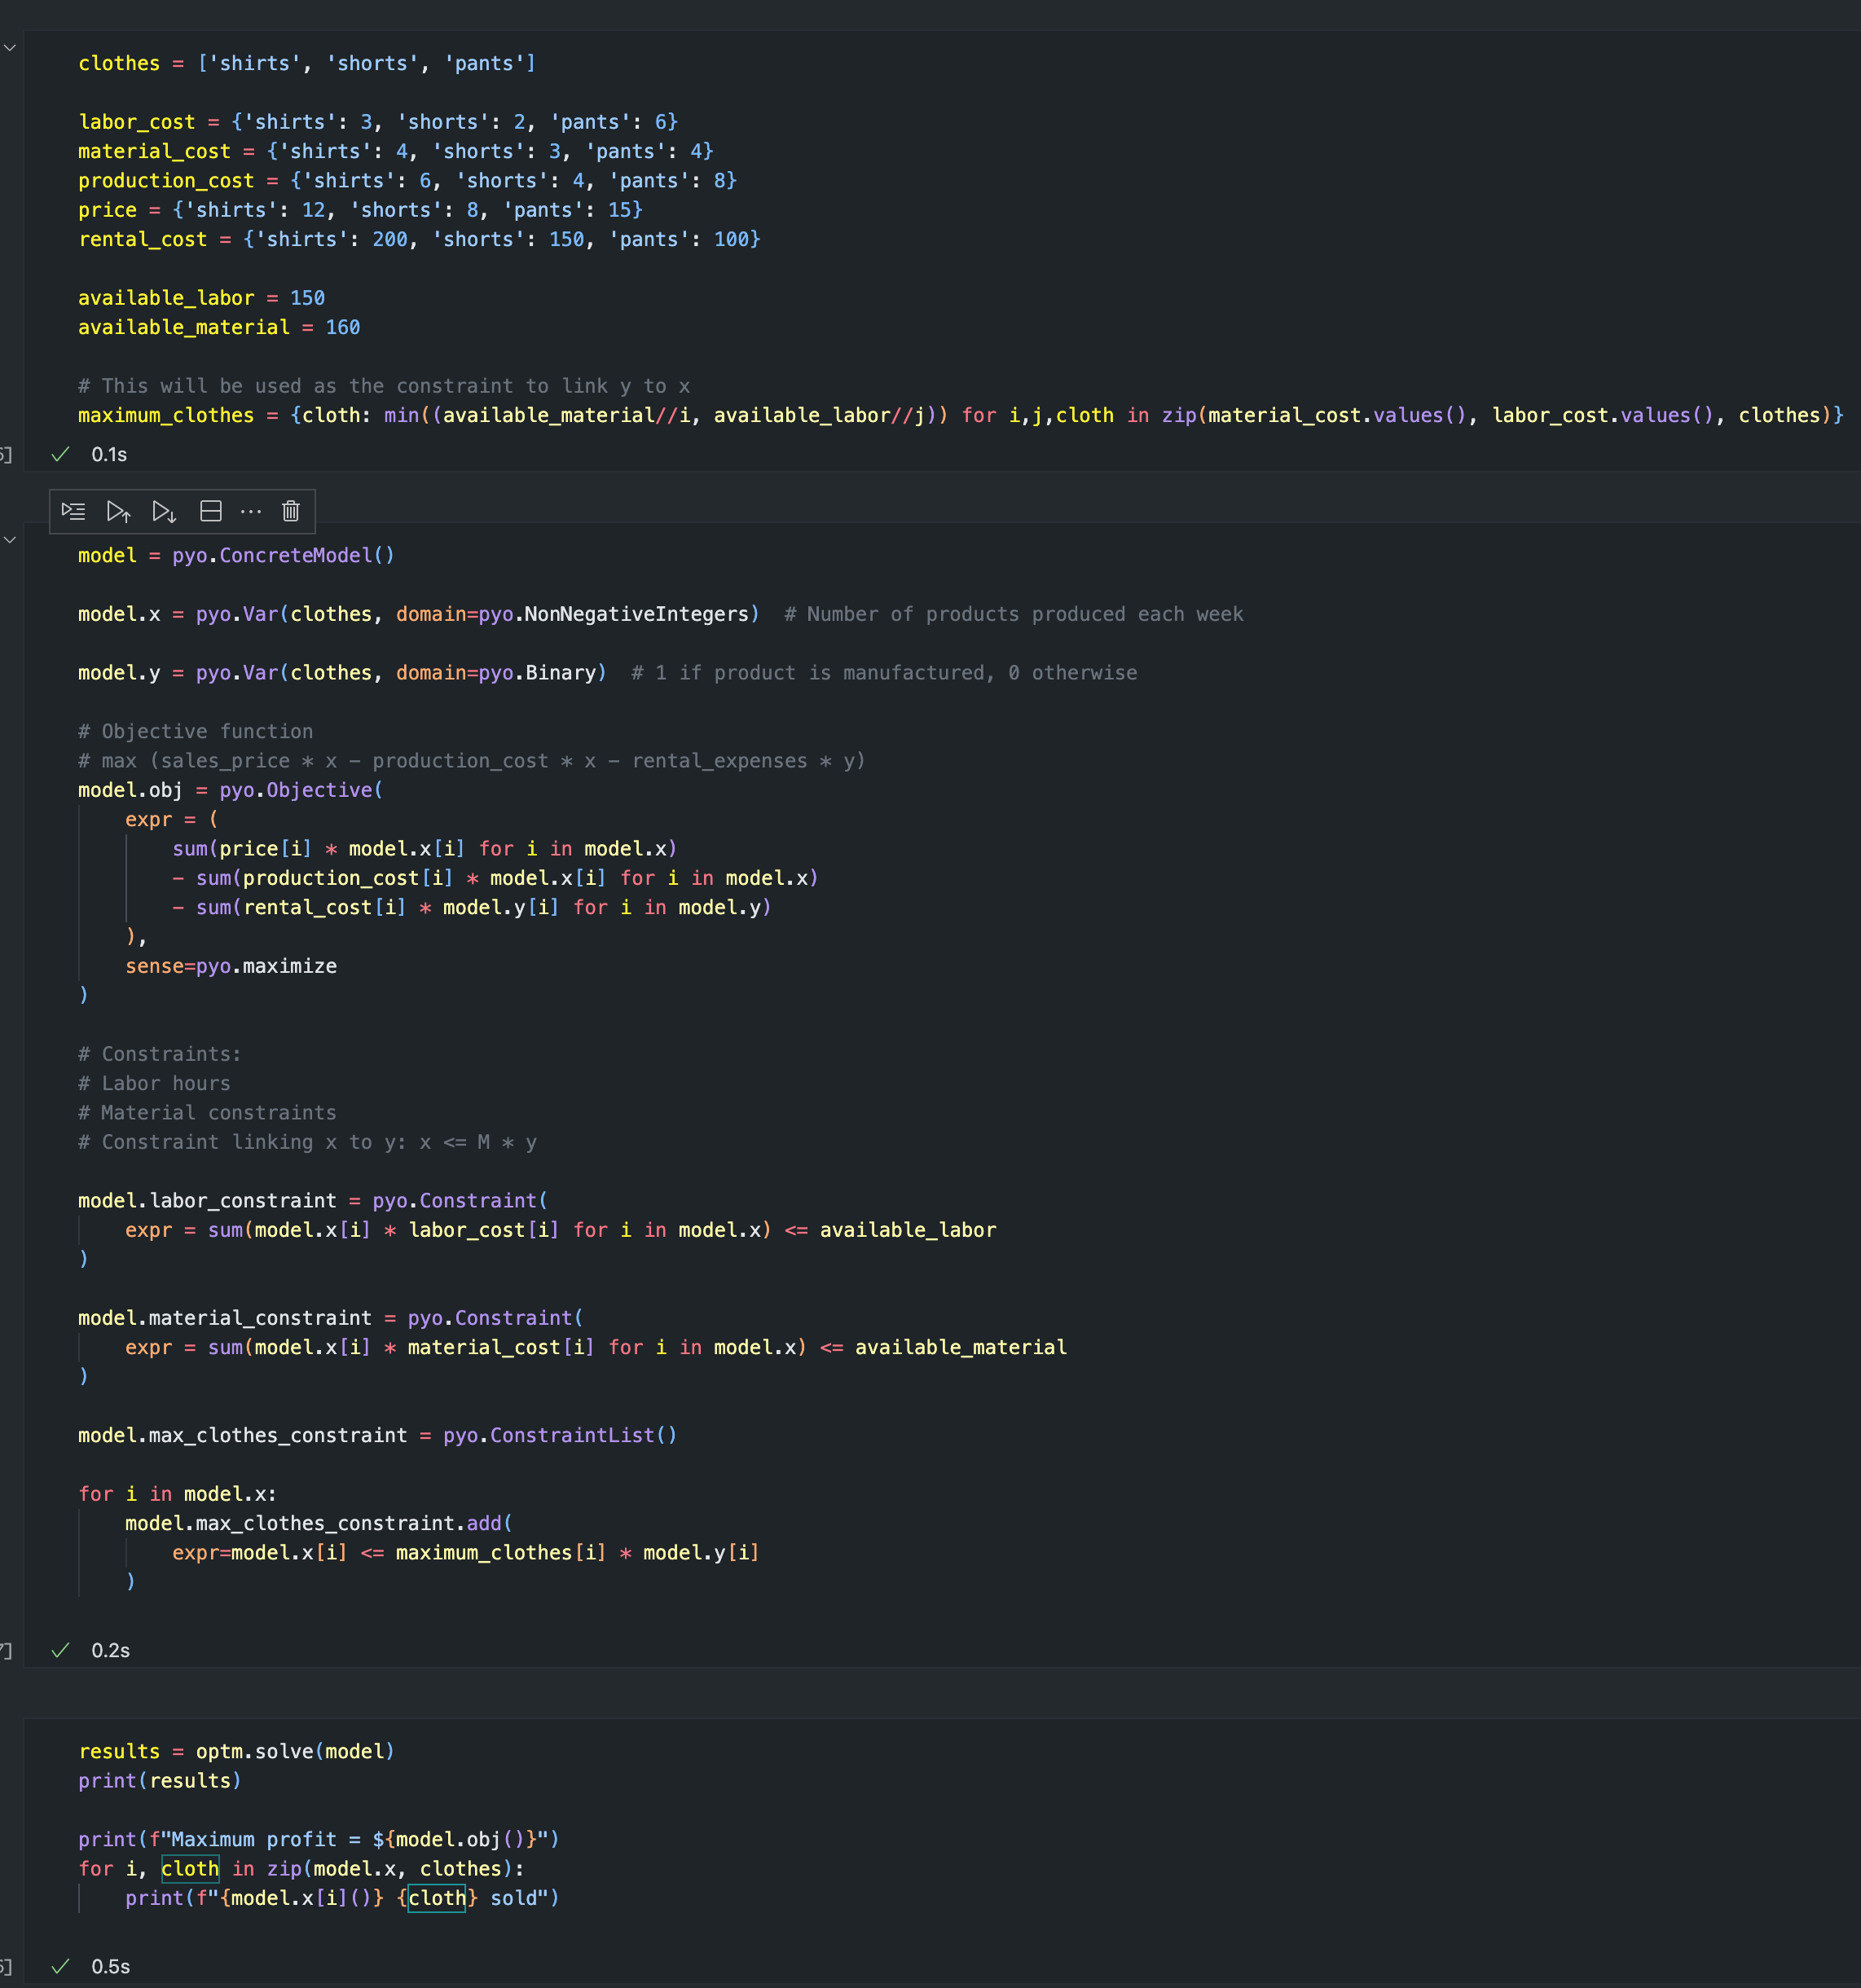 clothes = ['shirts', 'shorts', 'pants']
labor_cost = {'shirts': 3, 'shorts': 2, 'pants': 6}
material_cost = {'shirts': 4, 'shorts': 3, 'pants': 4}
production_cost = {'shirts': 6, 'shorts': 4, 'pants': 8}
price = {'shirts': 12, 'shorts': 8, 'pants': 15}
rental_cost = {'shirts': 200, 'shorts': 150, 'pants': 100}
available_labor = 150
available_material = 160
# This will be used as the constraint to link y to x
maximum_clothes = {cloth: min((available_material//i, available_labor//j)) for i,j,cloth in zip(material_cost.values(), labor_cost.values(), clothes)}
0.1s
model = pyo.ConcreteModel()
model.x = pyo.Var(clothes, domain=pyo.NonNegativeIntegers)  # Number of products produced each week
model.y = pyo.Var(clothes, domain=pyo.Binary)  # 1 if product is manufactured, 0 otherwise
# Objective function
# max (sales_price * x - production_cost * x - rental_expenses * y)
model.obj = pyo.Objective(
    expr = (
        sum(price[i] * model.x[i] for i in model.x)
        - sum(production_cost[i] * model.x[i] for i in model.x)
        - sum(rental_cost[i] * model.y[i] for i in model.y)
    ),
    sense=pyo.maximize
)
# Constraints:
# Labor hours
# Material constraints
# Constraint linking x to y: x <= M * y
model.labor_constraint = pyo.Constraint(
    expr = sum(model.x[i] * labor_cost[i] for i in model.x) <= available_labor
)
model.material_constraint = pyo.Constraint(
    expr = sum(model.x[i] * material_cost[i] for i in model.x) <= available_material
)
model.max_clothes_constraint = pyo.ConstraintList()
for i in model.x:
    model.max_clothes_constraint.add(
        expr=model.x[i] <= maximum_clothes[i] * model.y[i]
    )
0.2s
results = optm.solve(model)
print(results)
print(f"Maximum profit = ${model.obj()}")
for i, cloth in zip(model.x, clothes):
    print(f"{model.x[i]()} {cloth} sold")
0.5s